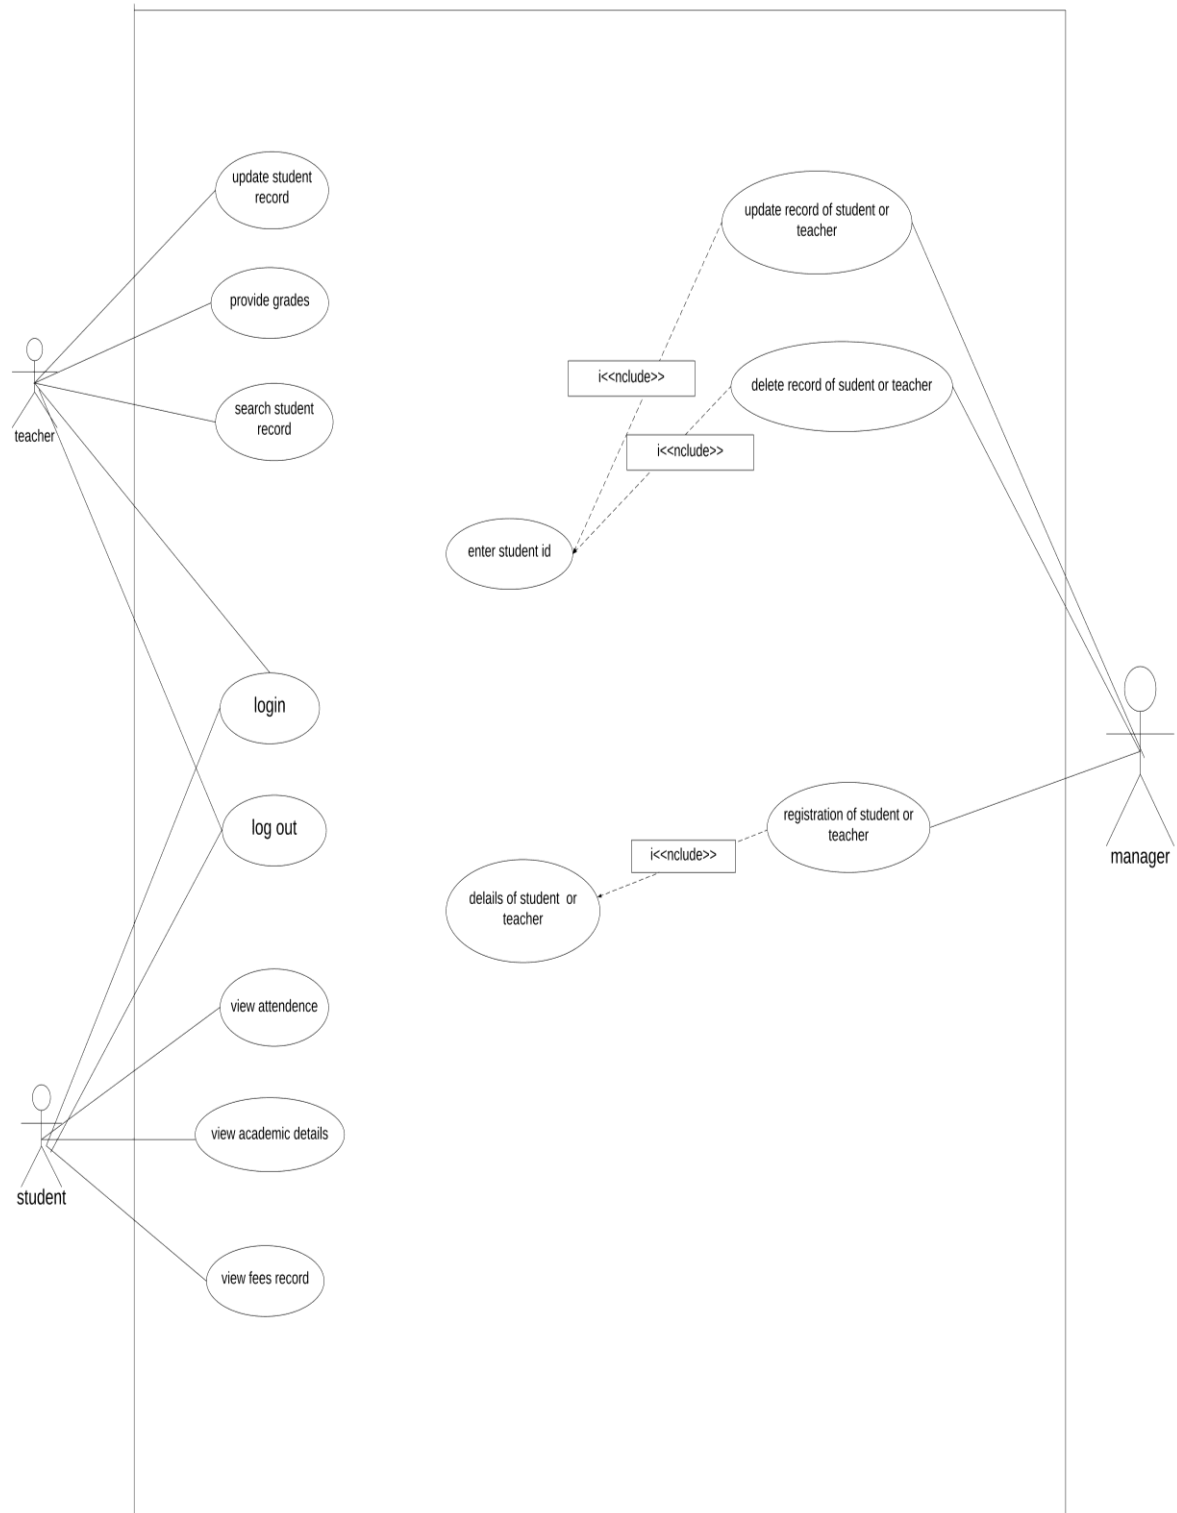 update student
record
update record of student or
teacher
provide grades
i<<nclude>>
delete record of sudent or teacher
search student
record
teacher
i<<nclude>>
enter student id
login
log out
registration of student or
teacher
i<<nclude>>
manager
delails of student or
teacher
view attendence
view academic details
student
view fees record